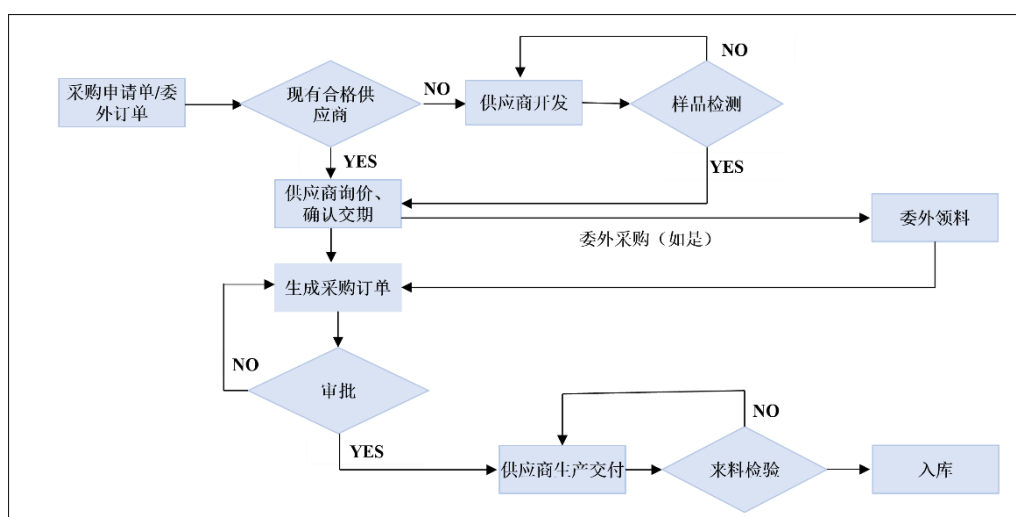 采购申请单/委
外订单
现有合格供
应商
NO
供应商开发
NO
样品检测
YES
YES
供应商询价、
确认交期
委外采购（如是）
委外领料
生成采购订单
NO
审批
YES
供应商生产交付
NO
来料检验
入库